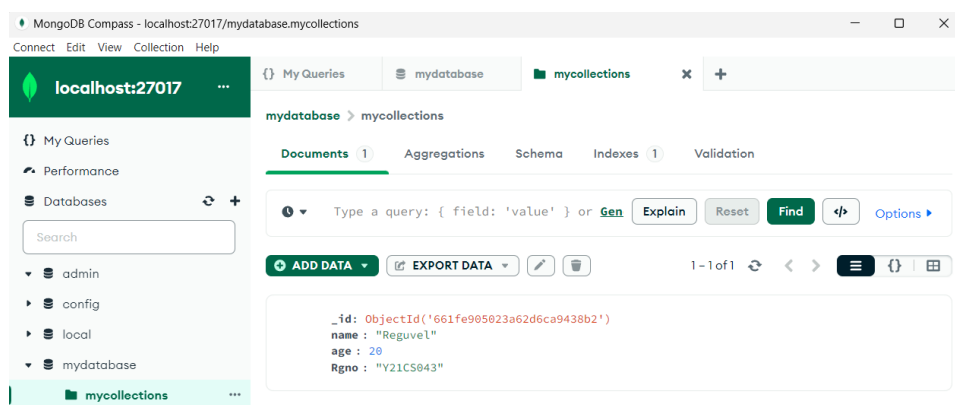 MongoDB Compass - localhost:27017/mydatabase.mycollections
Connect Edit View Collection Help
localhost:27017 ...
{} My Queries
Performance
Databases
Search
admin
config
local
mydatabase
mycollections ...
{} My Queries mydatabase mycollections
mydatabase > mycollections
Documents 1 Aggregations Schema Indexes 1 Validation
Type a query: { field: 'value' } or Gen Explain Reset Find </> Options
ADD DATA EXPORT DATA 1 – 1 of 1 {}
_id: ObjectId('661fe905023a62d6ca9438b2')
name : "Reguvel"
age : 20
Rgno : "Y21CS043"